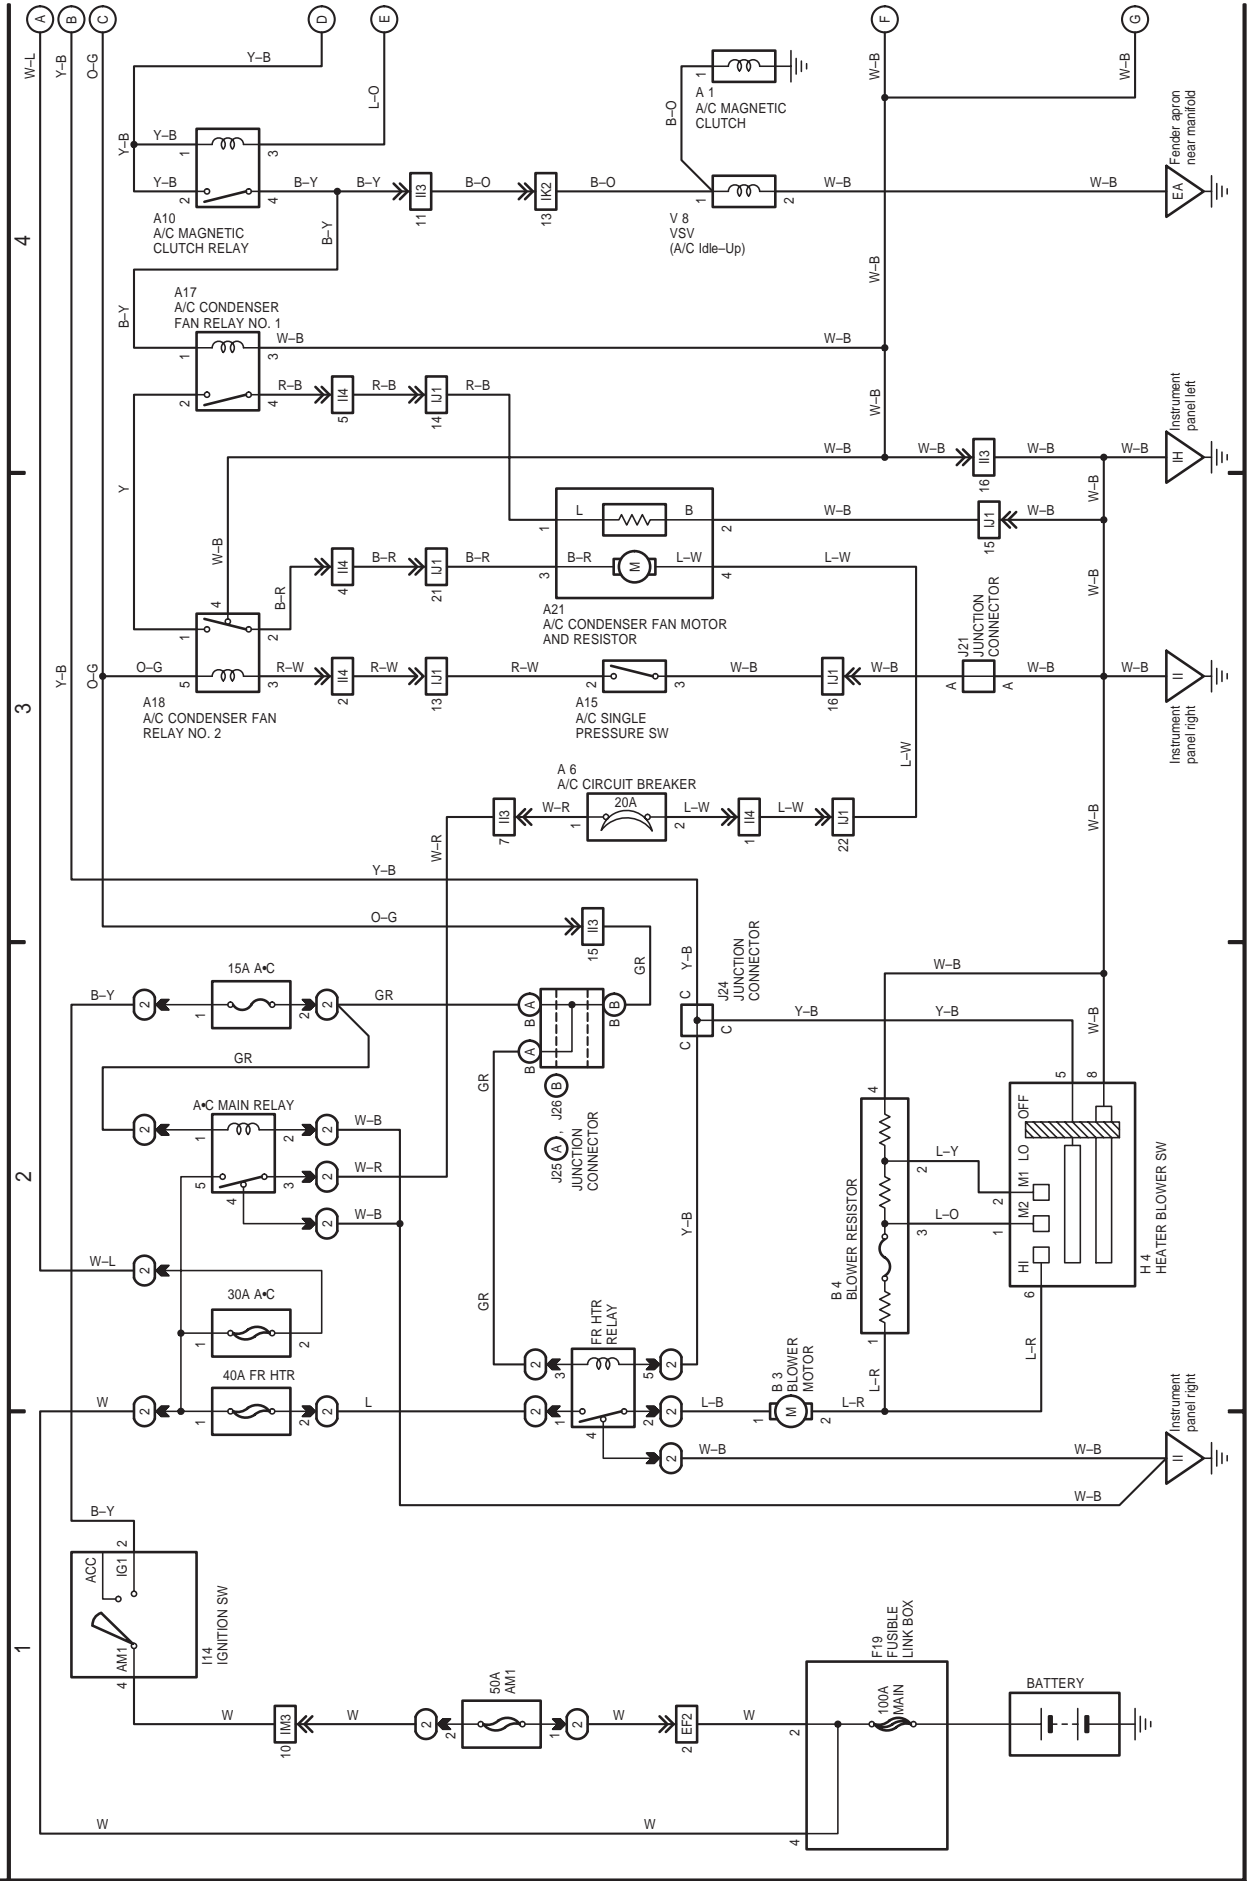 A
B
C
D
E
F
G
W–L
Y–B
O–G
Y–B
L–O
W–B
W–B
1
A 1
A/C MAGNETIC
CLUTCH
B–O
Y–B
Y–B
1
3
Y–B
2
4
B–Y
B–Y
II3
11
B–O
IK2
13
B–O
1
2
W–B
W–B
EA
Fender apron
near manifold
A10
A/C MAGNETIC
CLUTCH RELAY
B–Y
V 8
VSV
(A/C Idle–Up)
4
W–B
A17
A/C CONDENSER
FAN RELAY NO. 1
B–Y
1
3
W–B
W–B
2
4
R–B
II4
5
R–B
IJ1
14
R–B
W–B
W–B
W–B
II3
16
W–B
W–B
IH
Instrument
panel left
Y
W–B
1
L
B
2
W–B
IJ1
15
W–B
W–B
B–R
II4
4
B–R
IJ1
21
B–R
3
B–R
M
L–W
4
L–W
W–B
4
1
2
A21
A/C CONDENSER FAN MOTOR
AND RESISTOR
J21
JUNCTION
CONNECTOR
Y–B
O–G
O–G
5
3
R–W
II4
2
R–W
IJ1
13
R–W
2
3
W–B
IJ1
16
W–B
A
A
W–B
W–B
II
Instrument
panel right
A18
A/C CONDENSER FAN
RELAY NO. 2
A15
A/C SINGLE
PRESSURE SW
3
L–W
A 6
A/C CIRCUIT BREAKER
20A
II3
7
W–R
1
2
L–W
II4
1
L–W
IJ1
22
W–B
W–R
Y–B
O–G
II3
15
GR
Y–B
J24
JUNCTION
CONNECTOR
W–B
15A A•C
B–Y
2
1
2
2
GR
B
A
B
B
C
C
C
Y–B
Y–B
W–B
B
A
GR
GR
J25
A
,
J26
B
JUNCTION
CONNECTOR
A•C MAIN RELAY
2
1
2
2
W–B
5
3
2
W–R
4
2
W–B
2
4
5
8
OFF
LO
M1
M2
HI
L–Y
2
2
L–O
3
1
6
H 4
HEATER BLOWER SW
B 4
BLOWER RESISTOR
1
Y–B
W–L
2
30A A•C
1
2
GR
FR HTR
RELAY
2
3
5
2
B 3
BLOWER
MOTOR
L–R
L–R
W
2
40A FR HTR
1
2
2
L
2
1
2
2
4
L–B
1
M
2
L–R
2
W–B
W–B
W–B
II
Instrument
panel right
B–Y
2
ACC
IG1
AM1
4
I14
IGNITION SW
1
F19
FUSIBLE
LINK BOX
50A
AM1
100A
MAIN
BATTERY
W
IM3
10
W
2
2
1
2
W
EF2
2
W
2
W
W
4